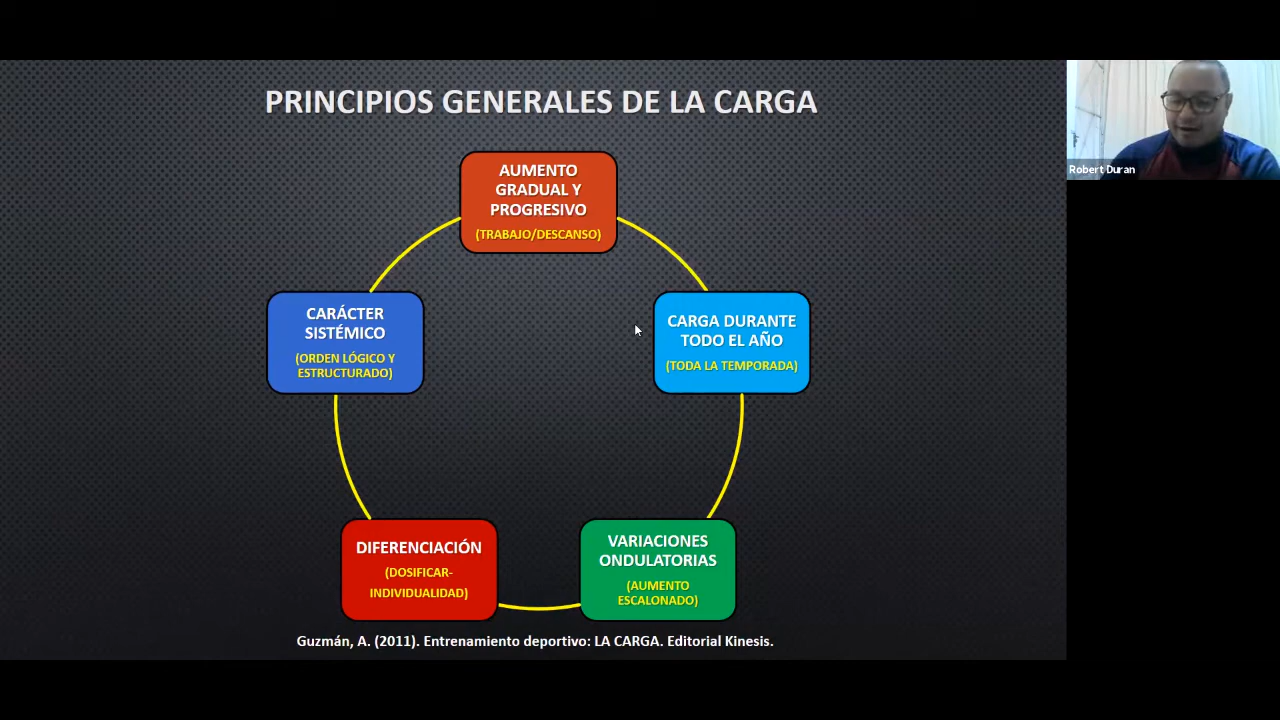 PRINCIPIOS GENERALES DE LA CARGA
Robert Duran
AUMENTO
GRADUAL Y
PROGRESIVO
(TRABAJO/DESCANSO)
CARÁCTER
SISTÉMICO
(ORDEN LÓGICO Y
ESTRUCTURADO)
CARGA DURANTE
TODO EL AÑO
(TODA LA TEMPORADA)
DIFERENCIACIÓN
(DOSIFICAR-
INDIVIDUALIDAD)
VARIACIONES
ONDULATORIAS
(AUMENTO
ESCALONADO)
Guzmán, A. (2011). Entrenamiento deportivo: LA CARGA. Editorial Kinesis.